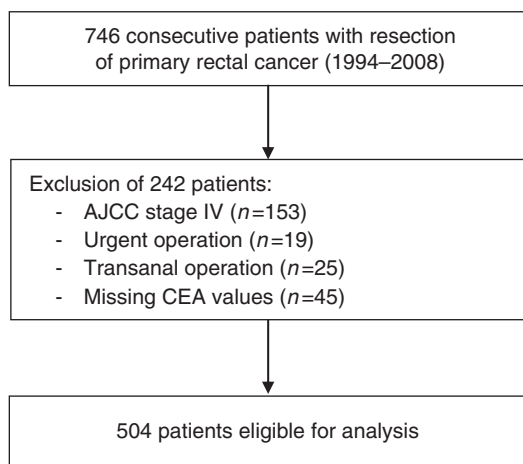 746 consecutive patients with resection
of primary rectal cancer (1994–2008)
Exclusion of 242 patients:
- AJCC stage IV (n=153)
- Urgent operation (n=19)
- Transanal operation (n=25)
- Missing CEA values (n=45)
504 patients eligible for analysis